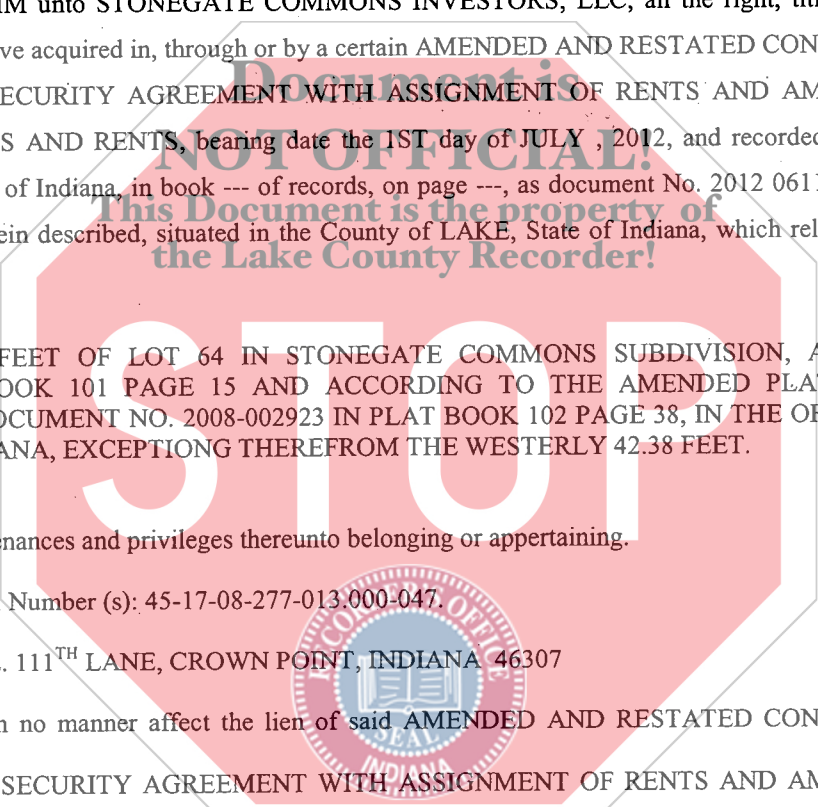 IM unto STONEGATE COMMONS INVESTORS, LLC, all the right, titl
ve acquired in, through or by a certain AMENDED AND RESTATED CON
Document is
ECURITY AGREEMENT WITH ASSIGNMENT OF RENTS AND AM
NOT OFFICIAL!
S AND RENTS, bearing date the 1ST day of JULY , 2012, and recorded
of Indiana, in book --- of records, on page ---, as document No. 2012 061
This Document is the property of
ein described, situated in the County of LAKE, State of Indiana, which rel
the Lake County Recorder!
FEET OF LOT 64 IN STONEGATE COMMONS SUBDIVISION, A
OOK 101 PAGE 15 AND ACCORDING TO THE AMENDED PLA
OCUMENT NO. 2008-002923 IN PLAT BOOK 102 PAGE 38, IN THE OF
ANA, EXCEPTIONG THEREFROM THE WESTERLY 42.38 FEET.
STOP
enances and privileges thereunto belonging or appertaining.
Number (s): 45-17-08-277-013.000-047.
RECORDERS OFFICE
. 111TH LANE, CROWN POINT, INDIANA 46307
n no manner affect the lien of said AMENDED AND RESTATED CON
SEAL
INDIANA
SECURITY AGREEMENT WITH ASSIGNMENT OF RENTS AND AM